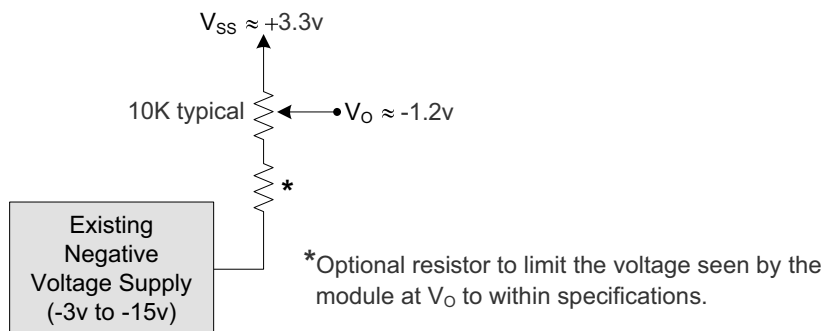 V_SS ≈ +3.3v
10K typical
V_O ≈ -1.2v
*
Existing
Negative
Voltage Supply
(-3v to -15v)
*Optional resistor to limit the voltage seen by the
module at V_O to within specifications.